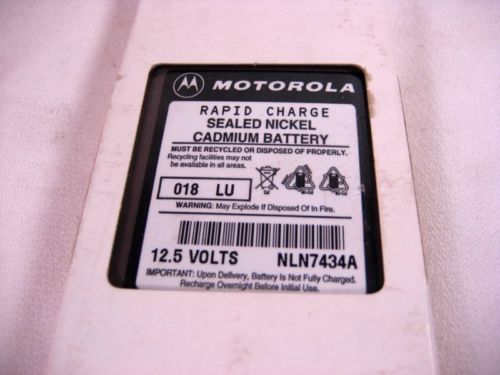 MOTOROLA
RAPID CHARGE
SEALED NICKEL
CADMIUM BATTERY
MUST BE RECYCLED OR DISPOSED OF PROPERLY.
Recycling facilities may not
be available in all areas.
018 LU
WARNING: May Explode If Disposed Of In Fire.
12.5 VOLTS NLN7434A
IMPORTANT: Upon Delivery, Battery Is Not Fully Charged.
Recharge Overnight Before Initial Use.